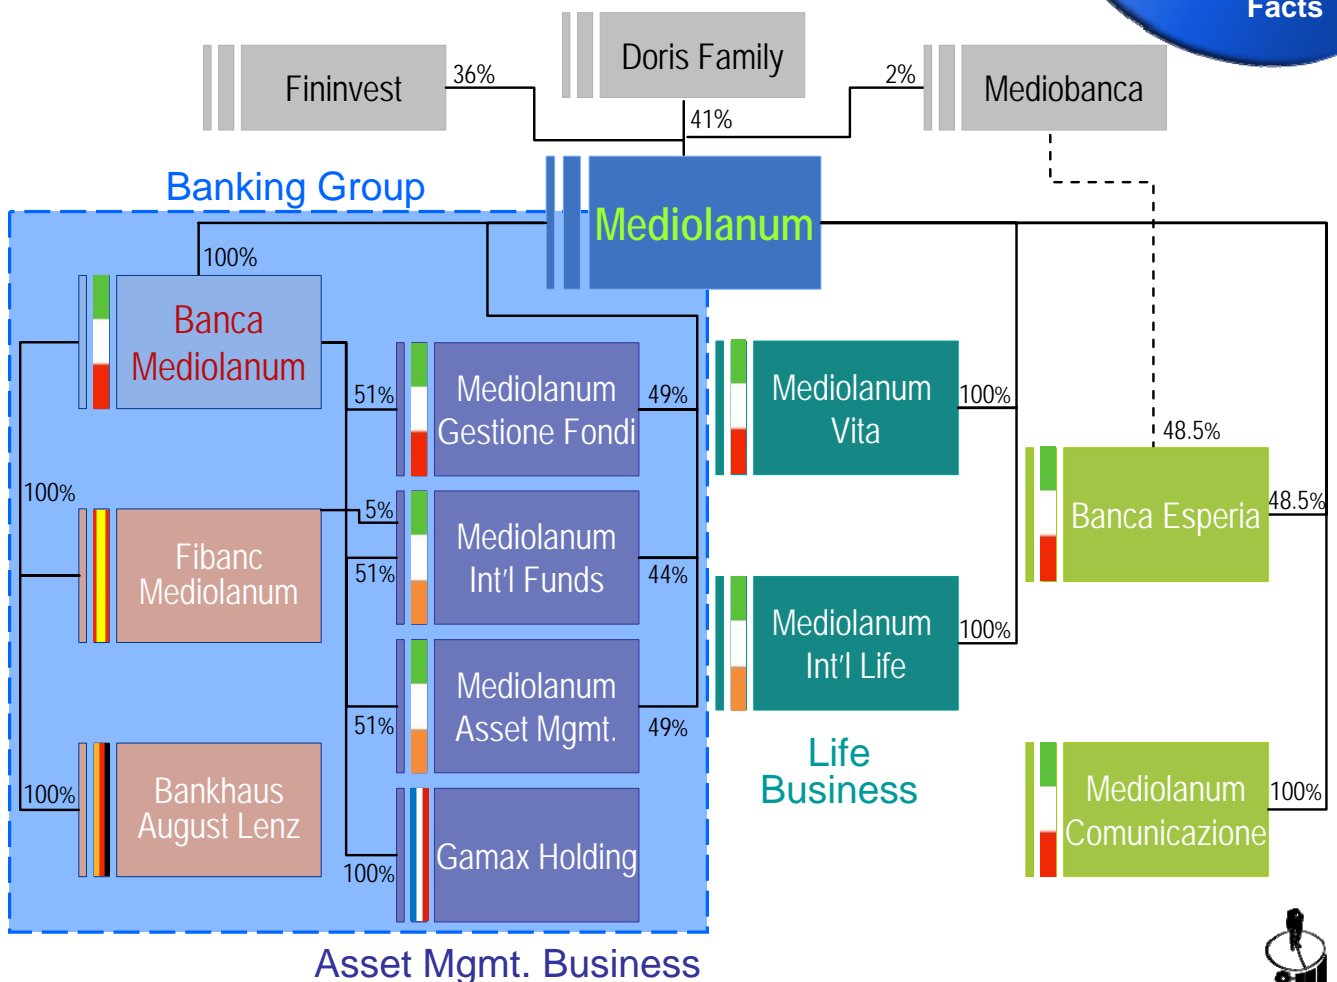 Facts
Doris Family
Fininvest
36%
2%
Mediobanca
41%
Banking Group
Mediolanum
100%
Banca
Mediolanum
51%
Mediolanum
Gestione Fondi
49%
Mediolanum
Vita
100%
48.5%
100%
Fibanc
Mediolanum
5%
51%
Mediolanum
Int'l Funds
44%
Banca Esperia
48.5%
Mediolanum
Int'l Life
100%
51%
Mediolanum
Asset Mgmt.
49%
Life
Business
100%
Bankhaus
August Lenz
100%
Gamax Holding
Mediolanum
Comunicazione
100%
Asset Mgmt. Business